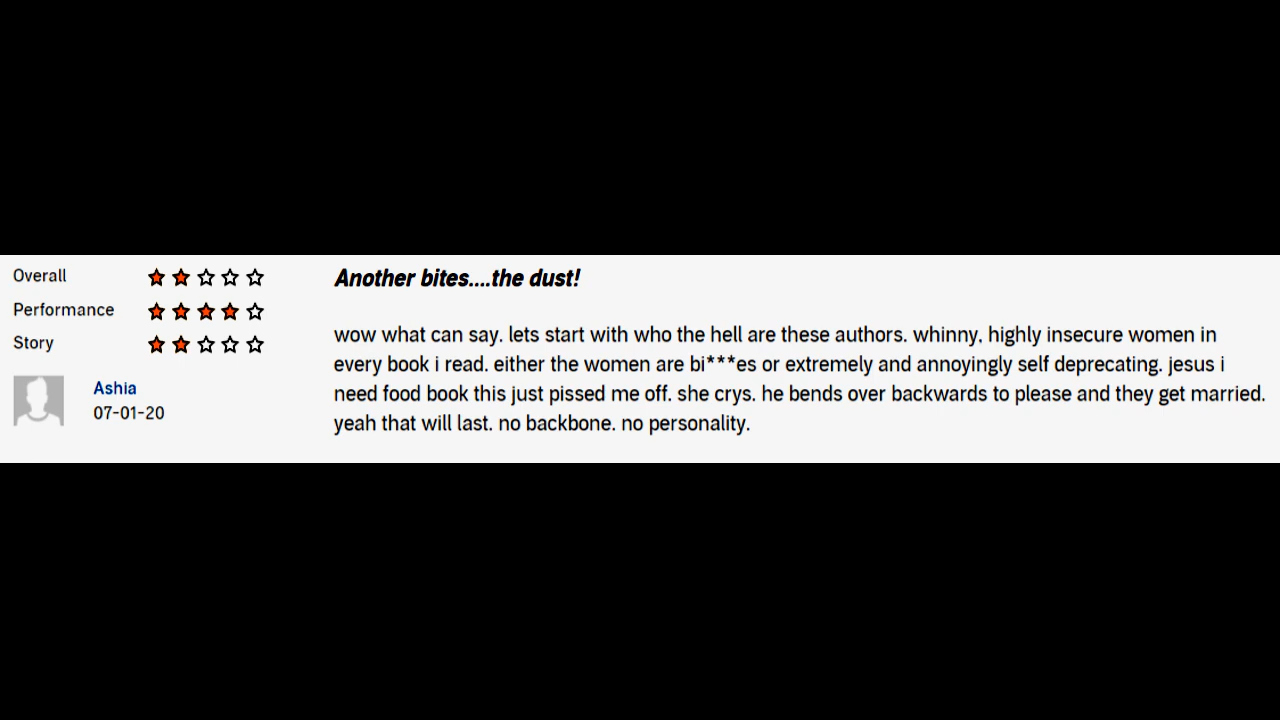 Overall
Performance
Story
Ashia
07-01-20
Another bites....the dust!
wow what can say. lets start with who the hell are these authors. whinny, highly insecure women in
every book i read. either the women are bi***es or extremely and annoyingly self deprecating. jesus i
need food book this just pissed me off. she crys. he bends over backwards to please and they get married.
yeah that will last. no backbone. no personality.